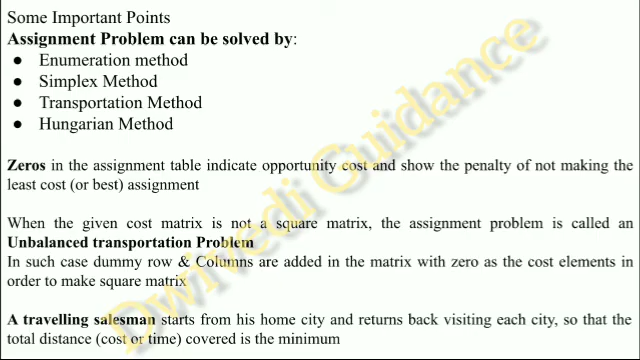 Some Important Points
Assignment Problem can be solved by:
● Enumeration method
● Simplex Method
● Transportation Method
● Hungarian Method
Zeros in the assignment table indicate opportunity cost and show the penalty of not making the
least cost (or best) assignment
When the given cost matrix is not a square matrix, the assignment problem is called an
Unbalanced transportation Problem
In such case dummy row & Columns are added in the matrix with zero as the cost elements in
order to make square matrix
A travelling salesman starts from his home city and returns back visiting each city, so that the
total distance (cost or time) covered is the minimum
Dwivedi Guidance